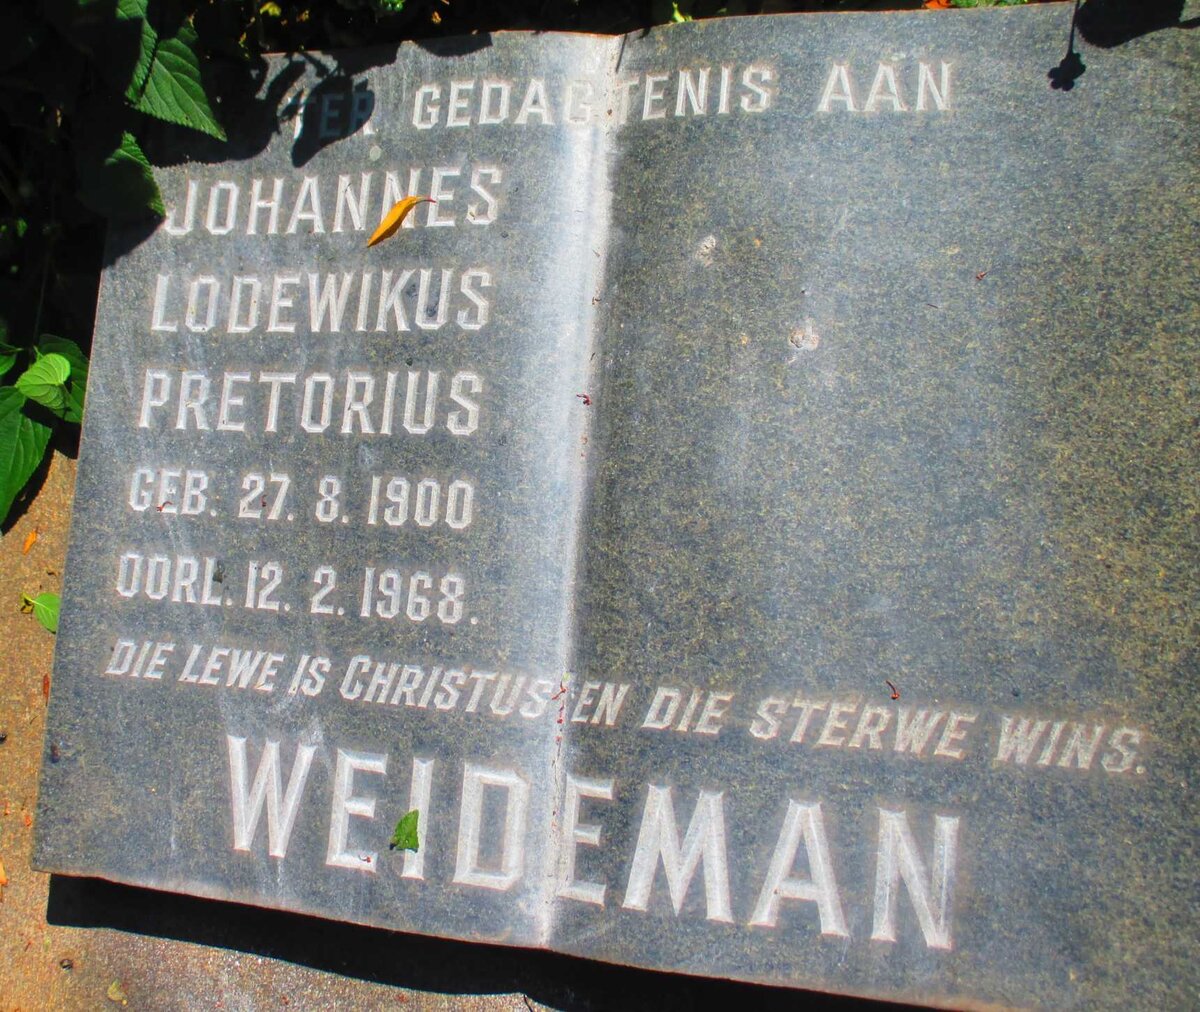 TER GEDAGTENIS AAN
JOHANNES
LODEWIKUS
PRETORIUS
GEB. 27. 8. 1900
OORL. 12. 2. 1968.
DIE LEWE IS CHRISTUS EN DIE STERWE WINS.
WEIDEMAN